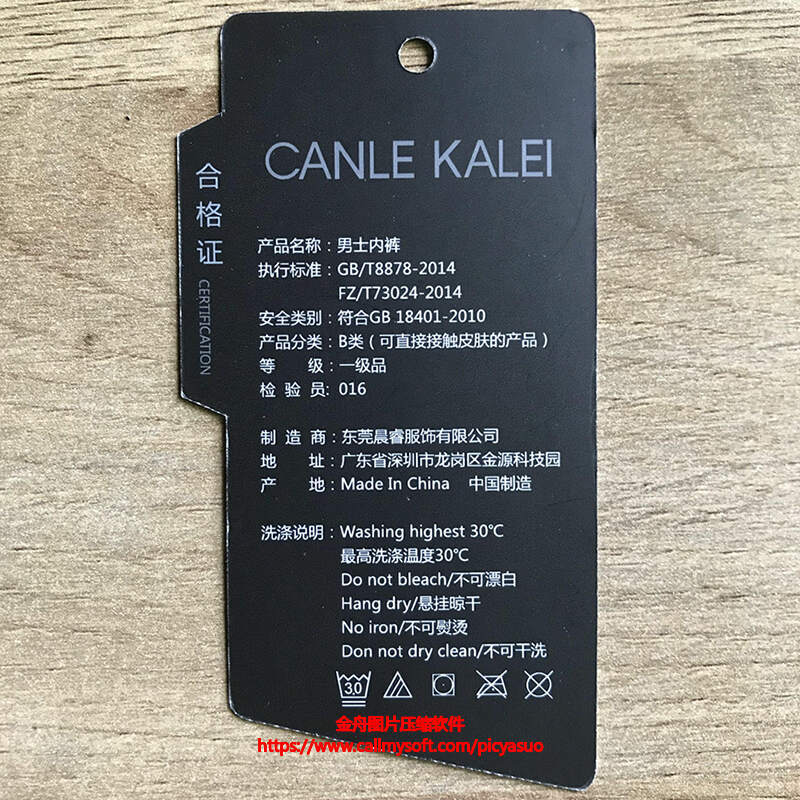 CANLE KALEI
合格证 CERTIFICATION
产品名称：男士内裤
执行标准：GB/T8878-2014
FZ/T73024-2014
安全类别：符合GB 18401-2010
产品分类：B类（可直接接触皮肤的产品）
等 级：一级品
检 验 员: 016
制 造 商：东莞晨睿服饰有限公司
地 址：广东省深圳市龙岗区金源科技园
产 地：Made In China 中国制造
洗涤说明：Washing highest 30℃
最高洗涤温度30℃
Do not bleach/不可漂白
Hang dry/悬挂晾干
No iron/不可熨烫
Don not dry clean/不可干洗
30
金舟图片压缩软件
https://www.callmysoft.com/pkyasuo